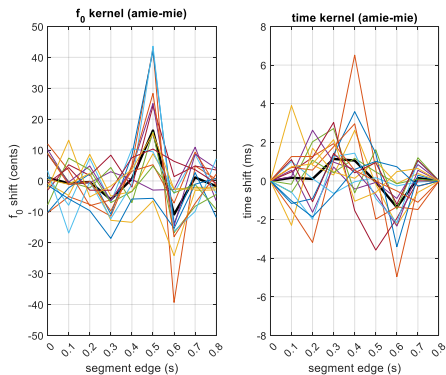 f0 kernel (amie-mie)
50
40
30
20
10
0
-10
-20
-30
-40
-50
f0 shift (cents)
0 0.1 0.2 0.3 0.4 0.5 0.6 0.7 0.8
segment edge (s)
time kernel (amie-mie)
8
6
4
2
0
-2
-4
-6
-8
time shift (ms)
0 0.1 0.2 0.3 0.4 0.5 0.6 0.7 0.8
segment edge (s)